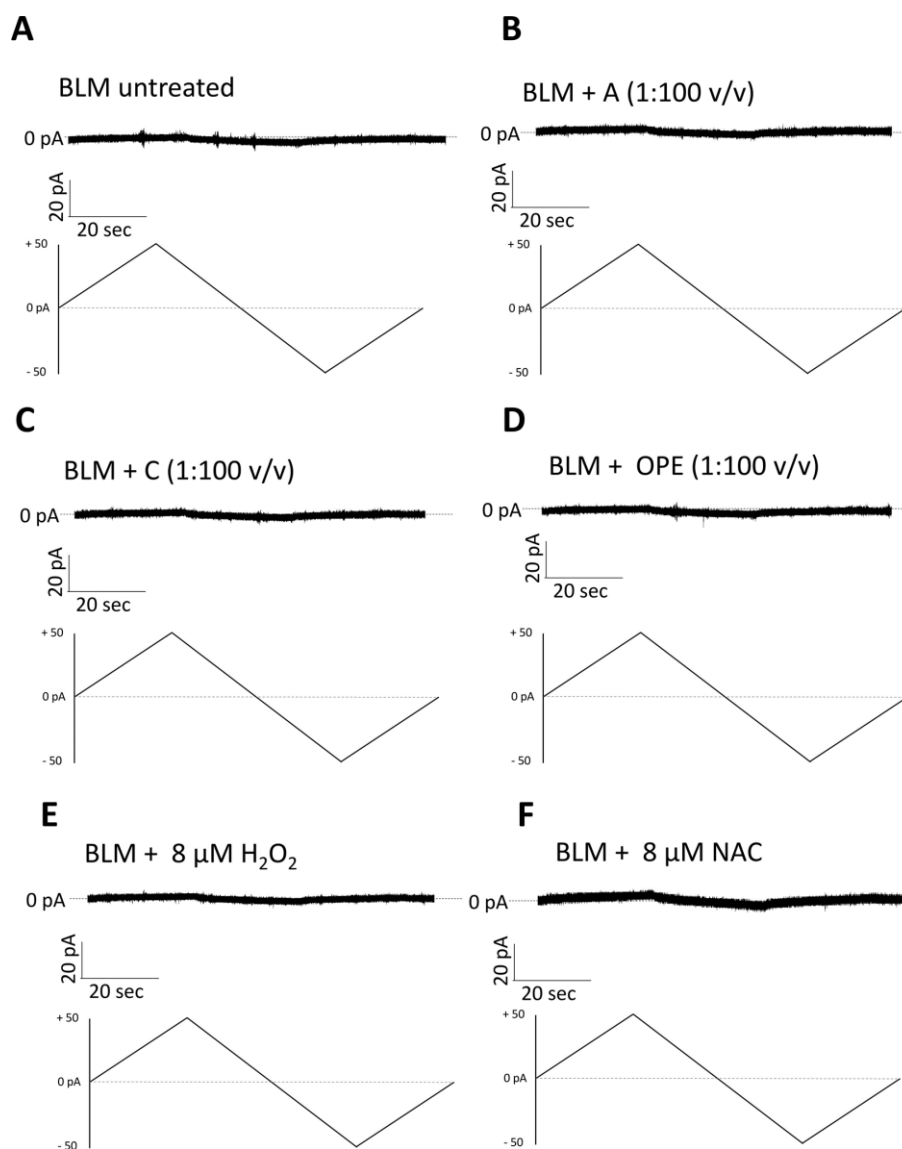 A
BLM untreated
0 pA
20 pA
20 sec
+ 50
0 pA
- 50
B
BLM + A (1:100 v/v)
0 pA
20 pA
20 sec
+ 50
0 pA
- 50
C
BLM + C (1:100 v/v)
0 pA
20 pA
20 sec
+ 50
0 pA
- 50
D
BLM + OPE (1:100 v/v)
0 pA
20 pA
20 sec
+ 50
0 pA
- 50
E
BLM + 8 µM H₂O₂
0 pA
20 pA
20 sec
+ 50
0 pA
- 50
F
BLM + 8 µM NAC
0 pA
20 pA
20 sec
+ 50
0 pA
- 50